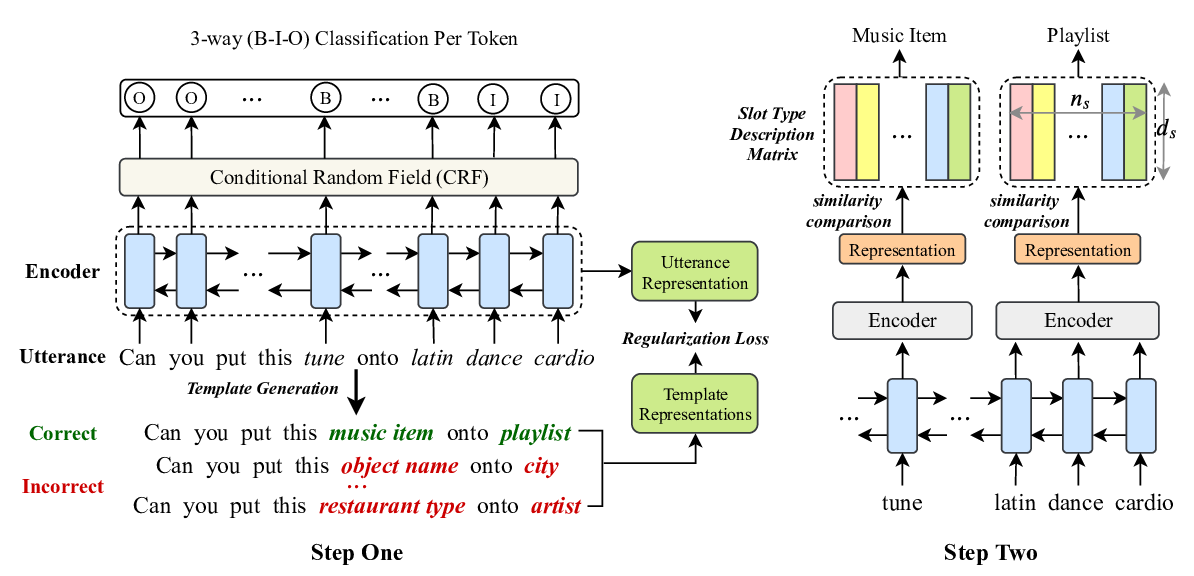 3-way (B-I-O) Classification Per Token
O O ... B ... B I I
Conditional Random Field (CRF)
Encoder
... ...
Utterance Can you put this tune onto latin dance cardio
Template Generation
Correct Can you put this music item onto playlist
Incorrect Can you put this object name onto city
...
Can you put this restaurant type onto artist
Step One
Utterance
Representation
Regularization Loss
Template
Representations
Music Item
Playlist
Slot Type
Description
Matrix
...
n_s
...
d_s
similarity
comparison
similarity
comparison
Representation
Representation
Encoder
Encoder
... ...
tune
latin dance cardio
Step Two